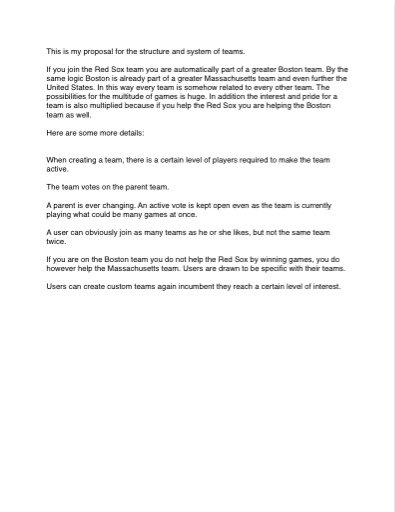 This is my proposal for the structure and system of teams.
If you join the Red Sox team you are automatically part of a greater Boston team. By the
same logic Boston is already part of a greater Massachusetts team and even further the
United States. In this way every team is somehow related to every other team. The
possibilities for the multitude of games is huge. In addition the interest and pride for a
team is also multiplied because if you help the Red Sox you are helping the Boston
team as well.
Here are some more details:
When creating a team, there is a certain level of players required to make the team
active.
The team votes on the parent team.
A parent is ever changing. An active vote is kept open even as the team is currently
playing what could be many games at once.
A user can obviously join as many teams as he or she likes, but not the same team
twice.
If you are on the Boston team you do not help the Red Sox by winning games, you do
however help the Massachusetts team. Users are drawn to be specific with their teams.
Users can create custom teams again incumbent they reach a certain level of interest.